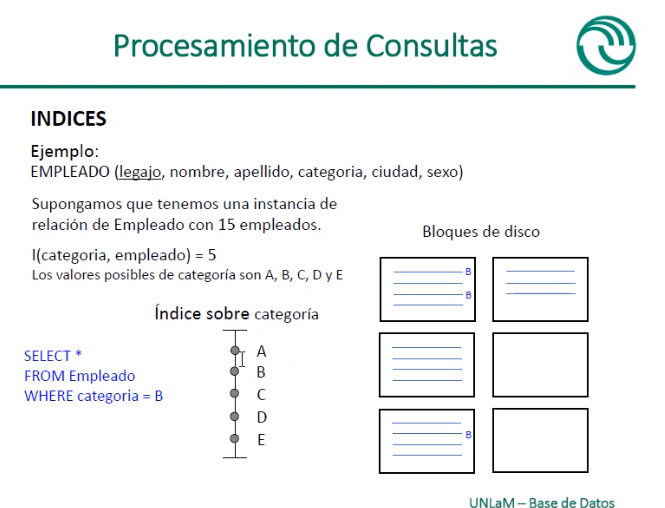 Procesamiento de Consultas
INDICES
Ejemplo:
EMPLEADO (legajo, nombre, apellido, categoria, ciudad, sexo)
Supongamos que tenemos una instancia de
relación de Empleado con 15 empleados.
I(categoria, empleado) = 5
Los valores posibles de categoría son A, B, C, D y E
Índice sobre categoría
A
B
C
D
E
SELECT *
FROM Empleado
WHERE categoria = B
Bloques de disco
B
B
B
UNLaM – Base de Datos